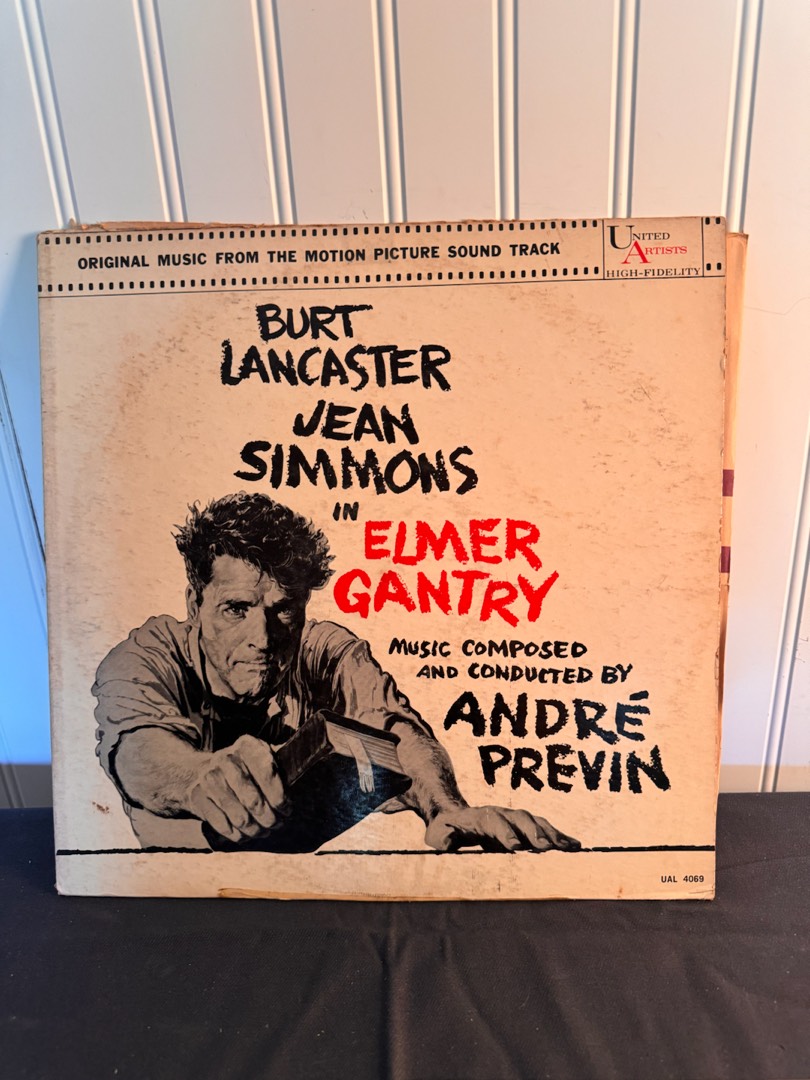 ORIGINAL MUSIC FROM THE MOTION PICTURE SOUND TRACK
UNITED
ARTISTS
HIGH-FIDELITY
BURT
LANCASTER
JEAN
SIMMONS
IN
ELMER
GANTRY
MUSIC COMPOSED
AND CONDUCTED BY
ANDRÉ
PREVIN
UAL 4069